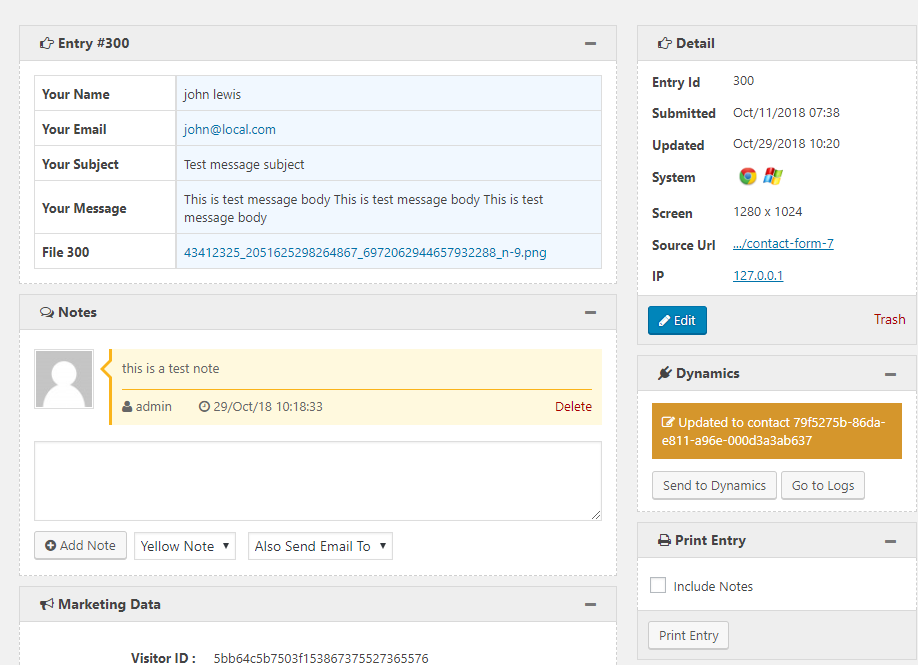 Entry #300
Your Name john lewis
Your Email john@local.com
Your Subject Test message subject
Your Message This is test message body This is test message body This is test
message body
File 300 43412325_2051625298264867_6972062944657932288_n-9.png
Notes
this is a test note
admin 29/Oct/18 10:18:33 Delete
Add Note Yellow Note Also Send Email To
Marketing Data
Visitor ID : 5bb64c5b7503f153867375527365576
Detail
Entry Id 300
Submitted Oct/11/2018 07:38
Updated Oct/29/2018 10:20
System
Screen 1280 x 1024
Source Url .../contact-form-7
IP 127.0.0.1
Edit Trash
Dynamics
Updated to contact 79f5275b-86da-
e811-a96e-000d3a3ab637
Send to Dynamics Go to Logs
Print Entry
Include Notes
Print Entry